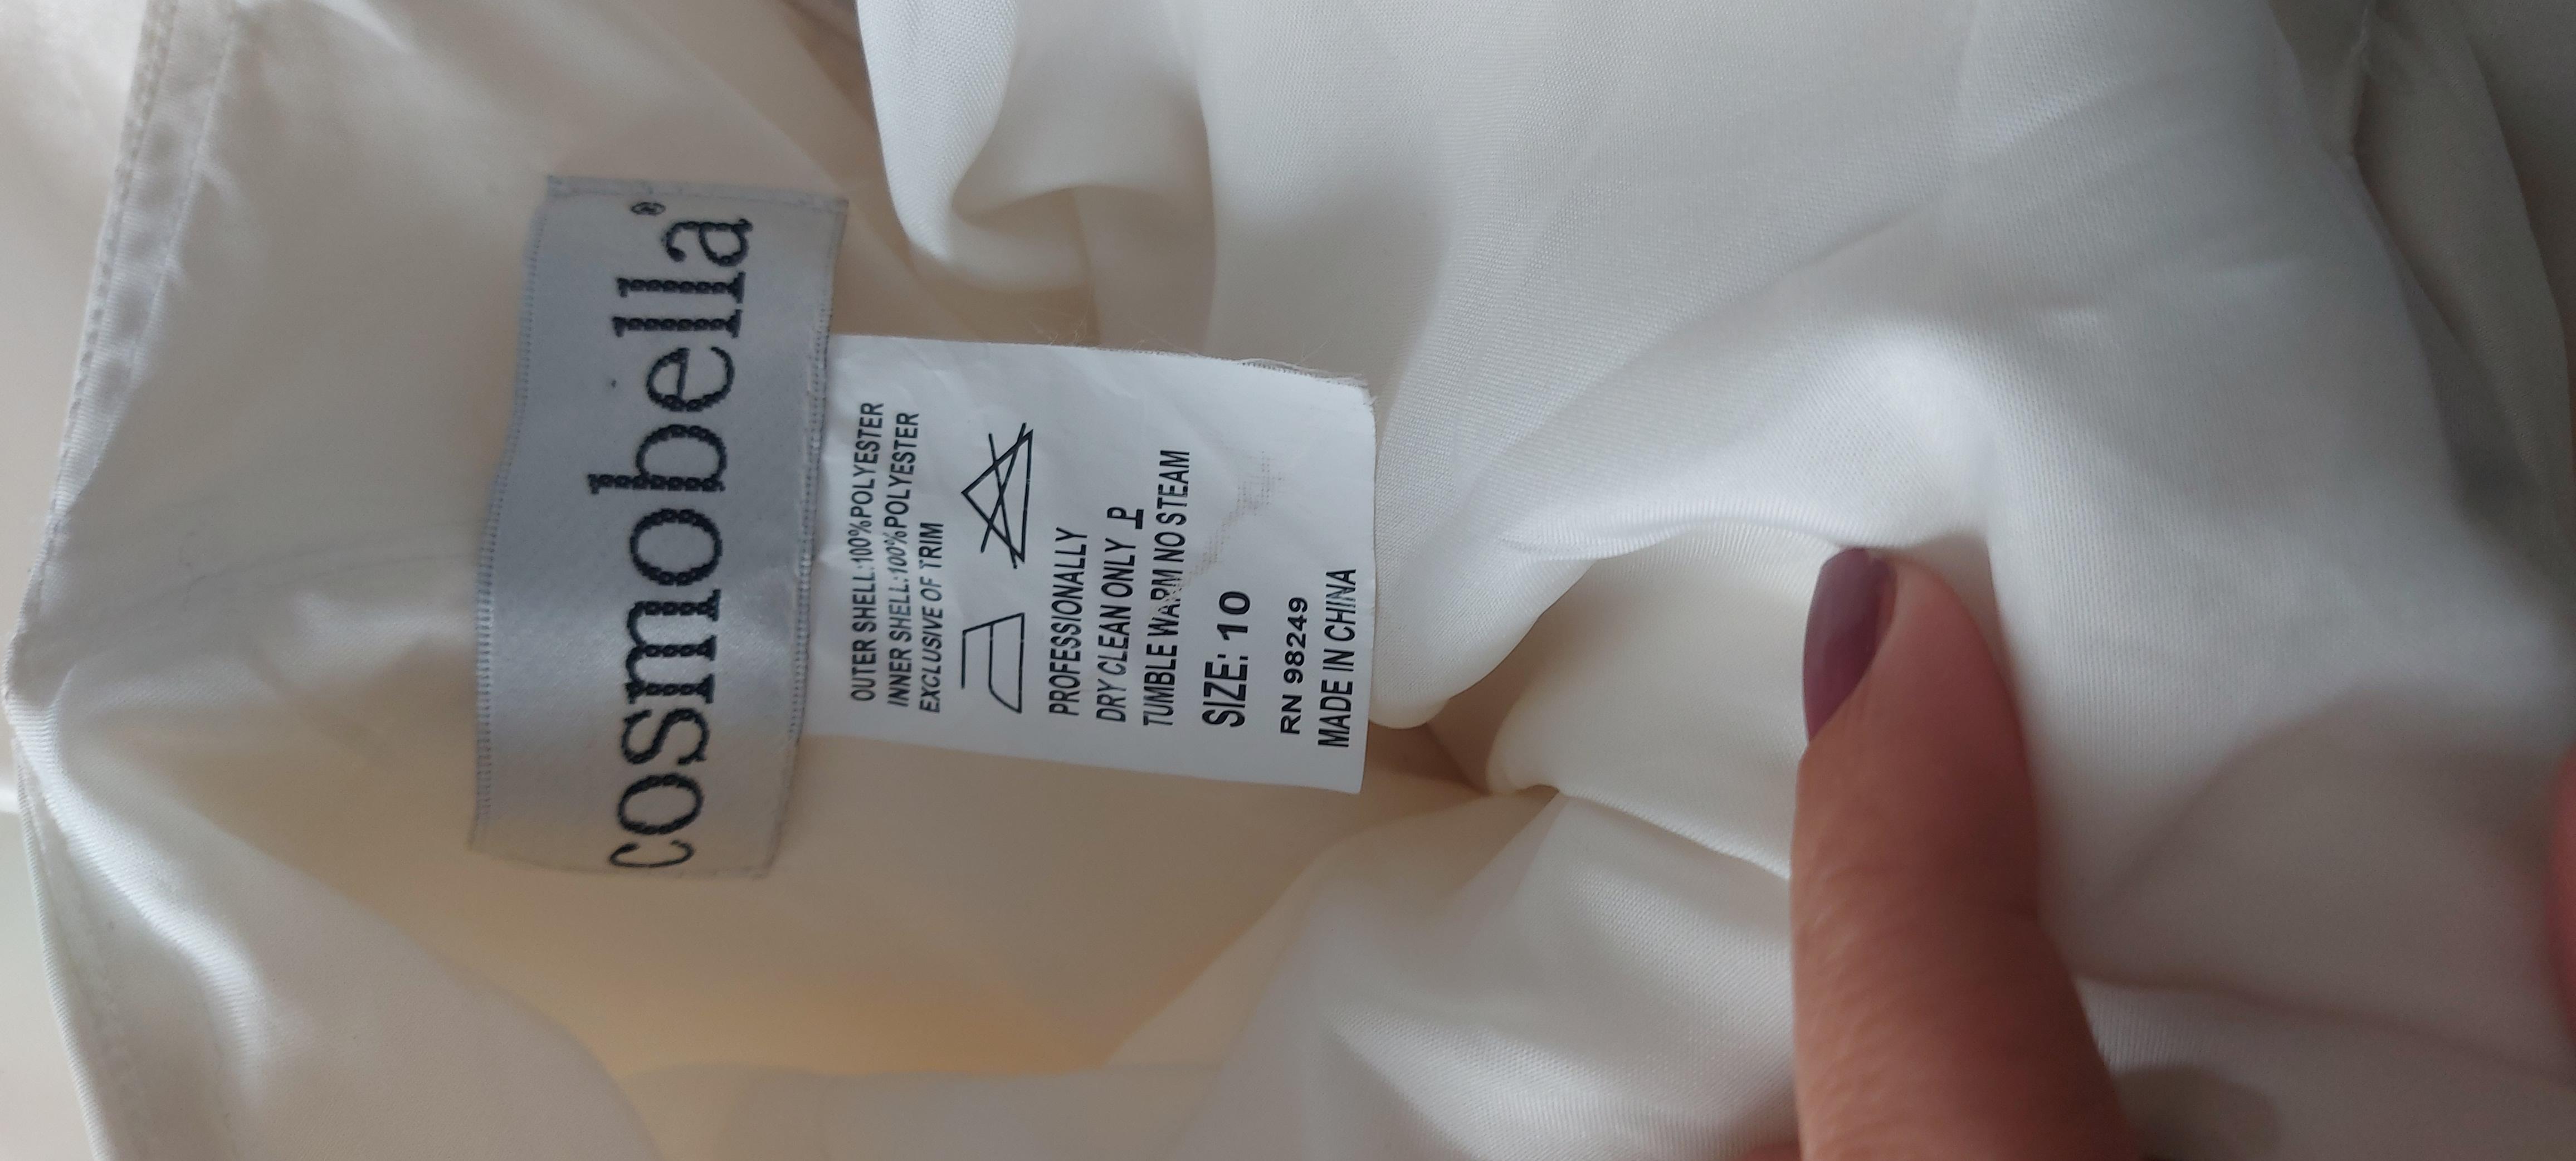 cosmobella®
OUTER SHELL:100%POLYESTER
INNER SHELL:100%POLYESTER
EXCLUSIVE OF TRIM
PROFESSIONALLY
DRY CLEAN ONLY P
TUMBLE WARM NO STEAM
SIZE: 10
RN 98249
MADE IN CHINA